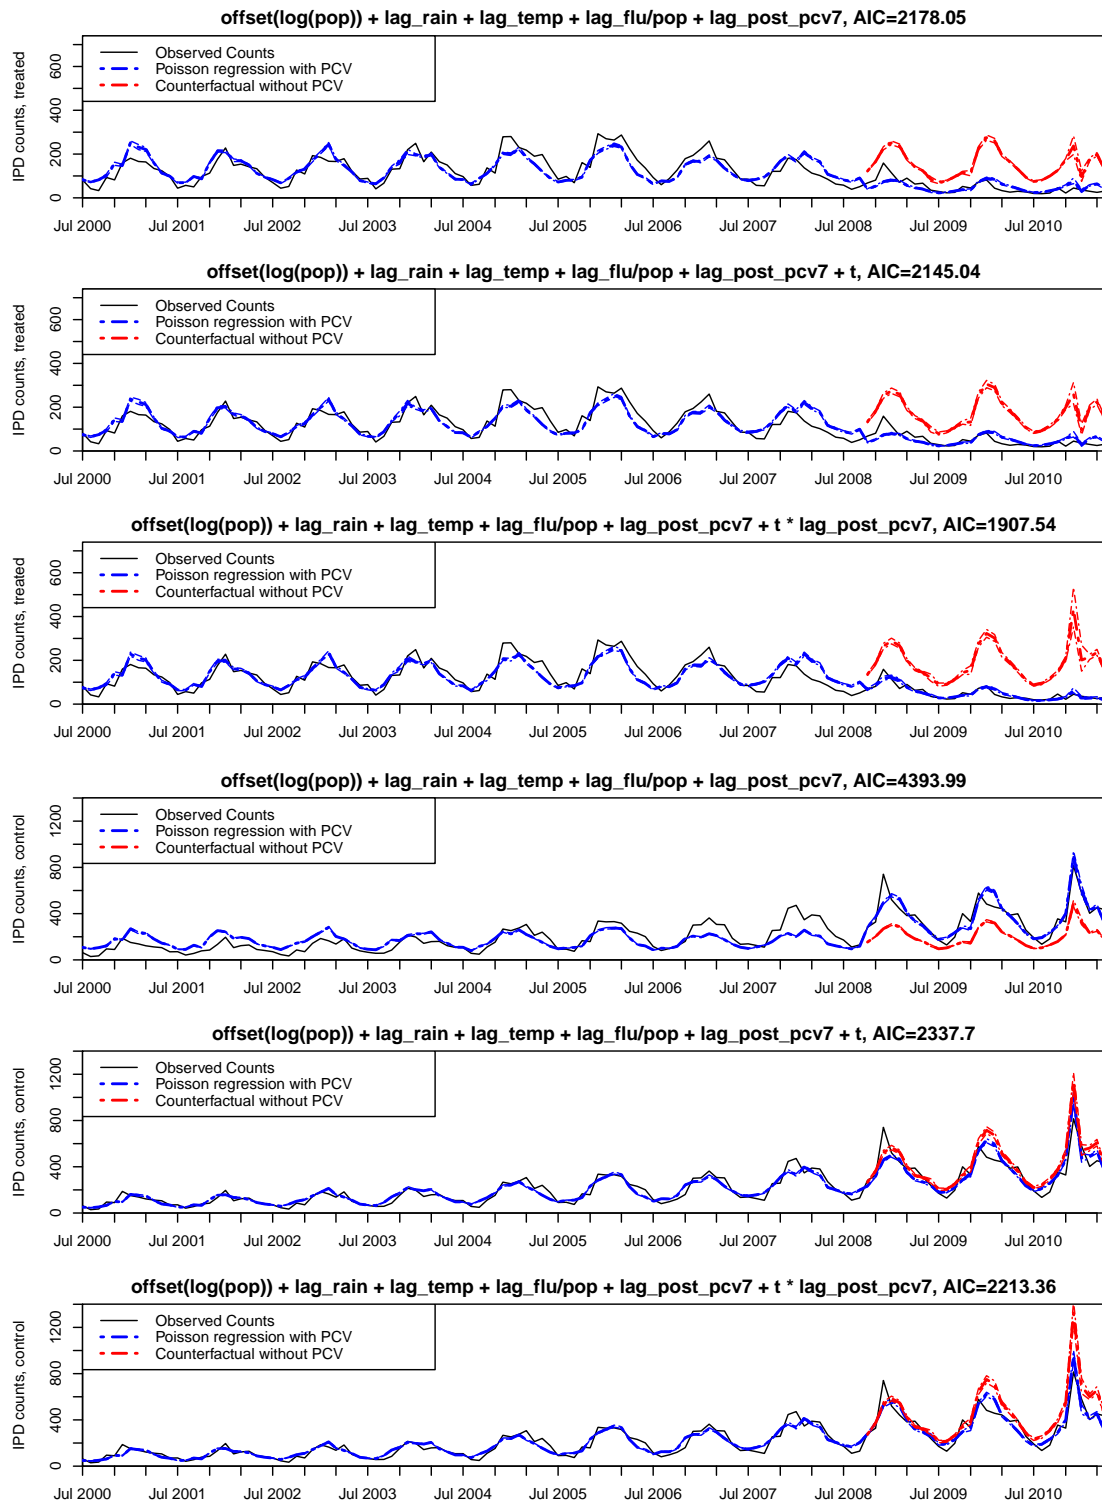 offset(log(pop)) + lag_rain + lag_temp + lag_flu/pop + lag_post_pcv7, AIC=2178.05
IPD counts, treated
0 200 400 600
Observed Counts
Poisson regression with PCV
Counterfactual without PCV
Jul 2000 Jul 2001 Jul 2002 Jul 2003 Jul 2004 Jul 2005 Jul 2006 Jul 2007 Jul 2008 Jul 2009 Jul 2010
offset(log(pop)) + lag_rain + lag_temp + lag_flu/pop + lag_post_pcv7 + t, AIC=2145.04
IPD counts, treated
0 200 400 600
Observed Counts
Poisson regression with PCV
Counterfactual without PCV
Jul 2000 Jul 2001 Jul 2002 Jul 2003 Jul 2004 Jul 2005 Jul 2006 Jul 2007 Jul 2008 Jul 2009 Jul 2010
offset(log(pop)) + lag_rain + lag_temp + lag_flu/pop + lag_post_pcv7 + t * lag_post_pcv7, AIC=1907.54
IPD counts, treated
0 200 400 600
Observed Counts
Poisson regression with PCV
Counterfactual without PCV
Jul 2000 Jul 2001 Jul 2002 Jul 2003 Jul 2004 Jul 2005 Jul 2006 Jul 2007 Jul 2008 Jul 2009 Jul 2010
offset(log(pop)) + lag_rain + lag_temp + lag_flu/pop + lag_post_pcv7, AIC=4393.99
IPD counts, control
0 400 800 1200
Observed Counts
Poisson regression with PCV
Counterfactual without PCV
Jul 2000 Jul 2001 Jul 2002 Jul 2003 Jul 2004 Jul 2005 Jul 2006 Jul 2007 Jul 2008 Jul 2009 Jul 2010
offset(log(pop)) + lag_rain + lag_temp + lag_flu/pop + lag_post_pcv7 + t, AIC=2337.7
IPD counts, control
0 400 800 1200
Observed Counts
Poisson regression with PCV
Counterfactual without PCV
Jul 2000 Jul 2001 Jul 2002 Jul 2003 Jul 2004 Jul 2005 Jul 2006 Jul 2007 Jul 2008 Jul 2009 Jul 2010
offset(log(pop)) + lag_rain + lag_temp + lag_flu/pop + lag_post_pcv7 + t * lag_post_pcv7, AIC=2213.36
IPD counts, control
0 400 800 1200
Observed Counts
Poisson regression with PCV
Counterfactual without PCV
Jul 2000 Jul 2001 Jul 2002 Jul 2003 Jul 2004 Jul 2005 Jul 2006 Jul 2007 Jul 2008 Jul 2009 Jul 2010